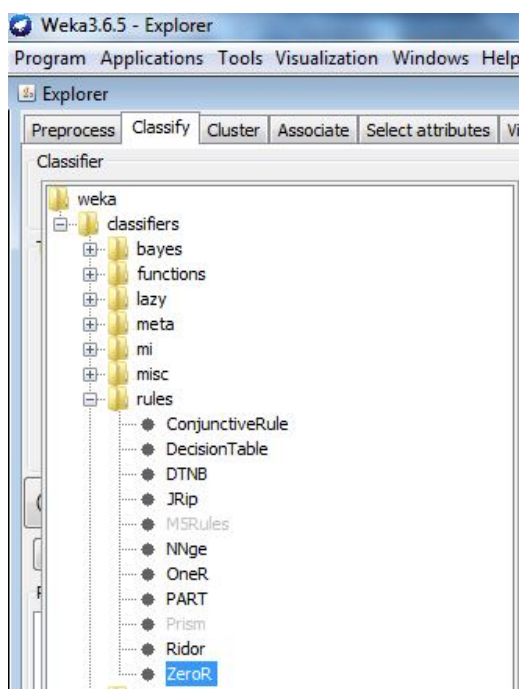 Weka3.6.5 - Explorer
Program Applications Tools Visualization Windows Help
Explorer
Preprocess Classify Cluster Associate Select attributes Vi
Classifier
weka
classifiers
bayes
functions
lazy
meta
mi
misc
rules
ConjunctiveRule
DecisionTable
DTNB
JRip
M5Rules
NNge
OneR
PART
Prism
Ridor
ZeroR